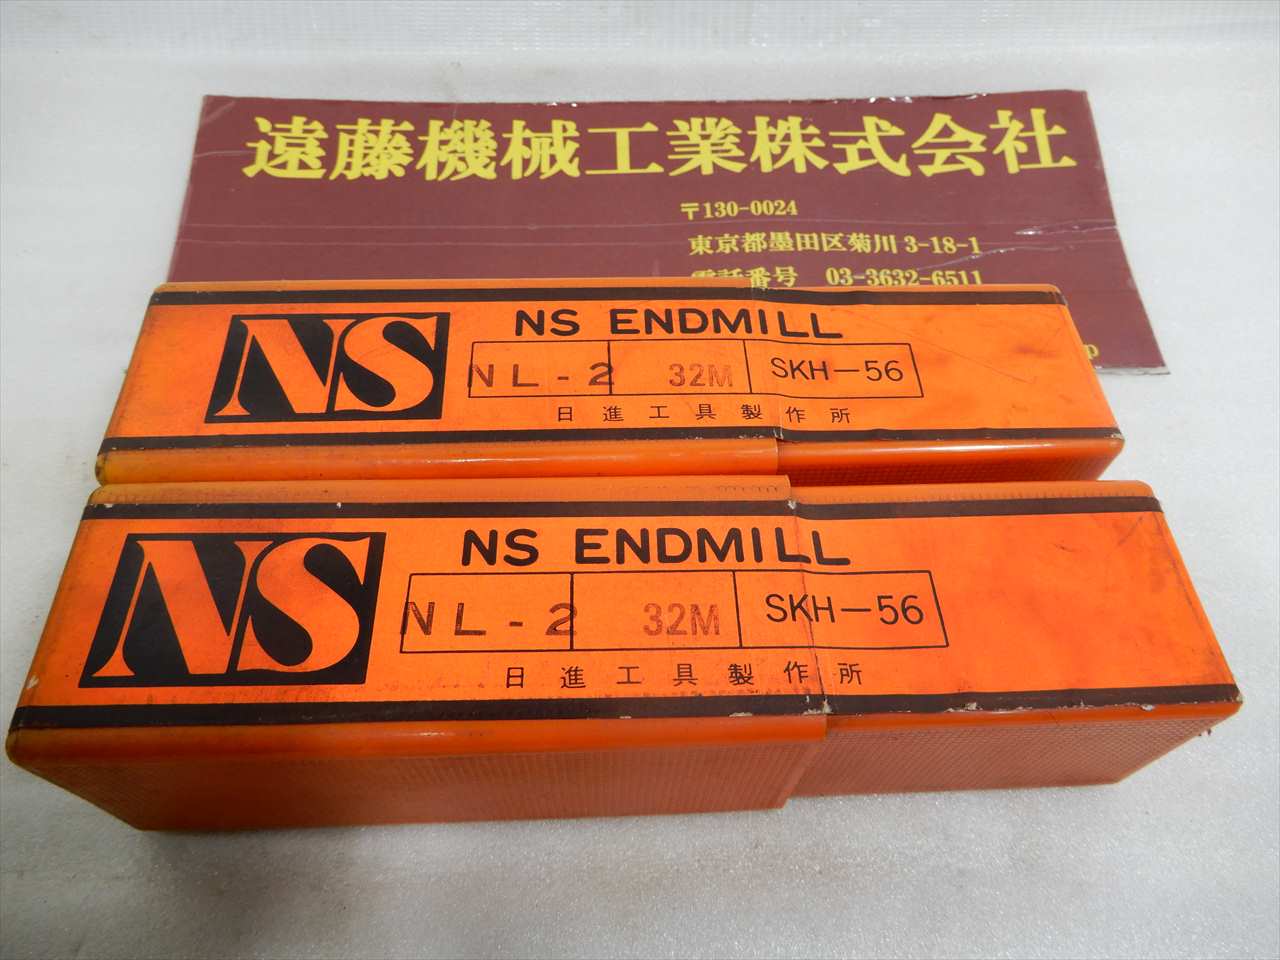 遠藤機械工業株式会社
〒130-0024
東京都墨田区菊川 3-18-1
電話番号 03-3632-6511
NS
NS ENDMILL
NL-2 32M SKH-56
日進工具製作所
NS
NS ENDMILL
NL-2 32M SKH-56
日進工具製作所